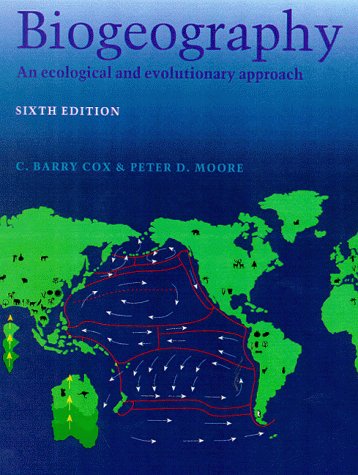 Biogeography
An ecological and evolutionary approach
SIXTH EDITION
C. BARRY COX & PETER D. MOORE